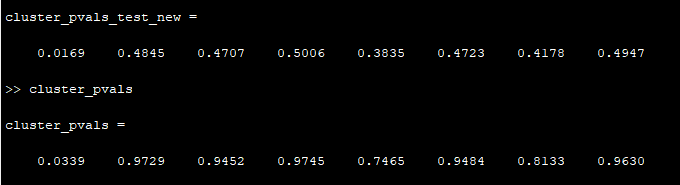 cluster_pvals_test_new =
0.0169 0.4845 0.4707 0.5006 0.3835 0.4723 0.4178 0.4947
>> cluster_pvals
cluster_pvals =
0.0339 0.9729 0.9452 0.9745 0.7465 0.9484 0.8133 0.9630